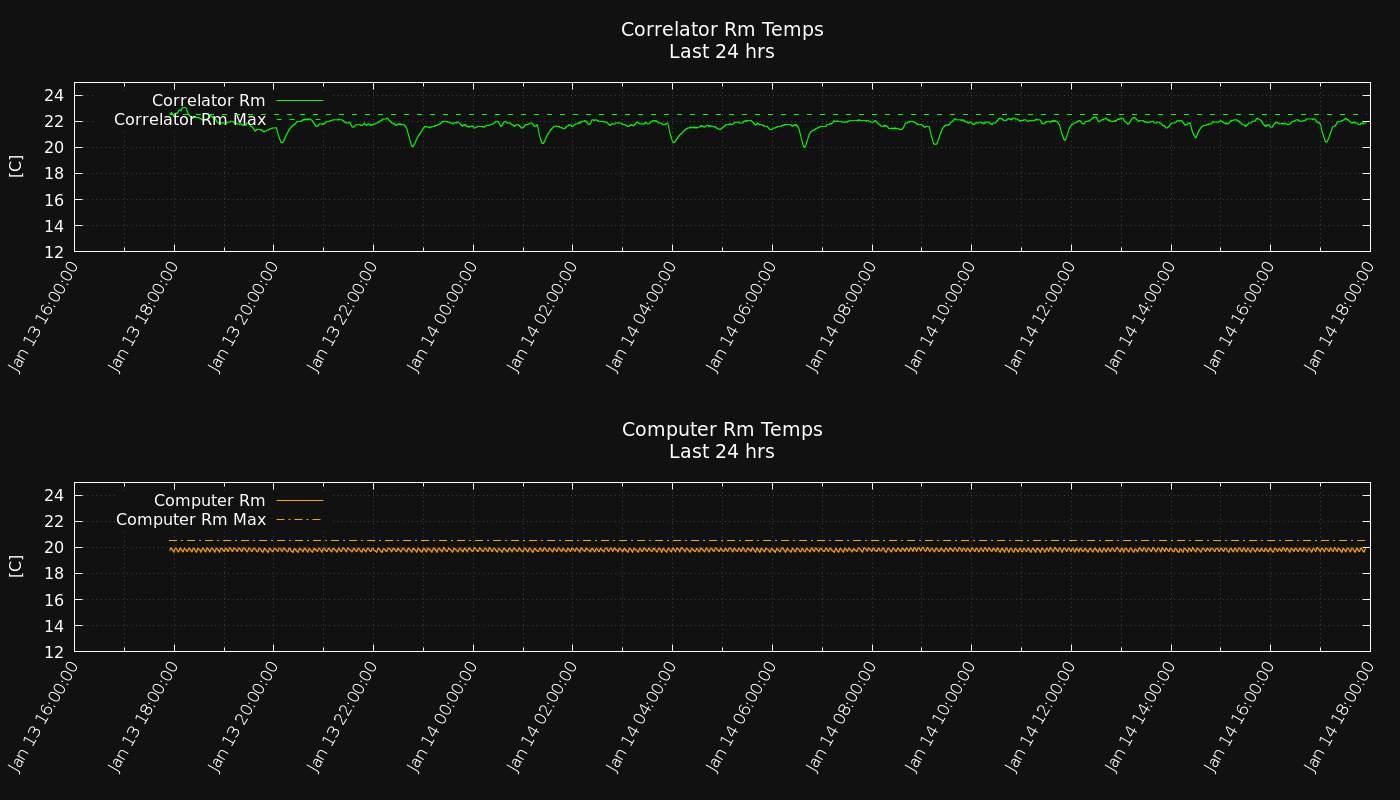 Correlator Rm Temps
Last 24 hrs
Correlator Rm
Correlator Rm Max
[C]
24
22
20
18
16
14
12
Jan 13 16:00:00
Jan 13 18:00:00
Jan 13 20:00:00
Jan 13 22:00:00
Jan 14 00:00:00
Jan 14 02:00:00
Jan 14 04:00:00
Jan 14 06:00:00
Jan 14 08:00:00
Jan 14 10:00:00
Jan 14 12:00:00
Jan 14 14:00:00
Jan 14 16:00:00
Jan 14 18:00:00
Computer Rm Temps
Last 24 hrs
Computer Rm
Computer Rm Max
[C]
24
22
20
18
16
14
12
Jan 13 16:00:00
Jan 13 18:00:00
Jan 13 20:00:00
Jan 13 22:00:00
Jan 14 00:00:00
Jan 14 02:00:00
Jan 14 04:00:00
Jan 14 06:00:00
Jan 14 08:00:00
Jan 14 10:00:00
Jan 14 12:00:00
Jan 14 14:00:00
Jan 14 16:00:00
Jan 14 18:00:00